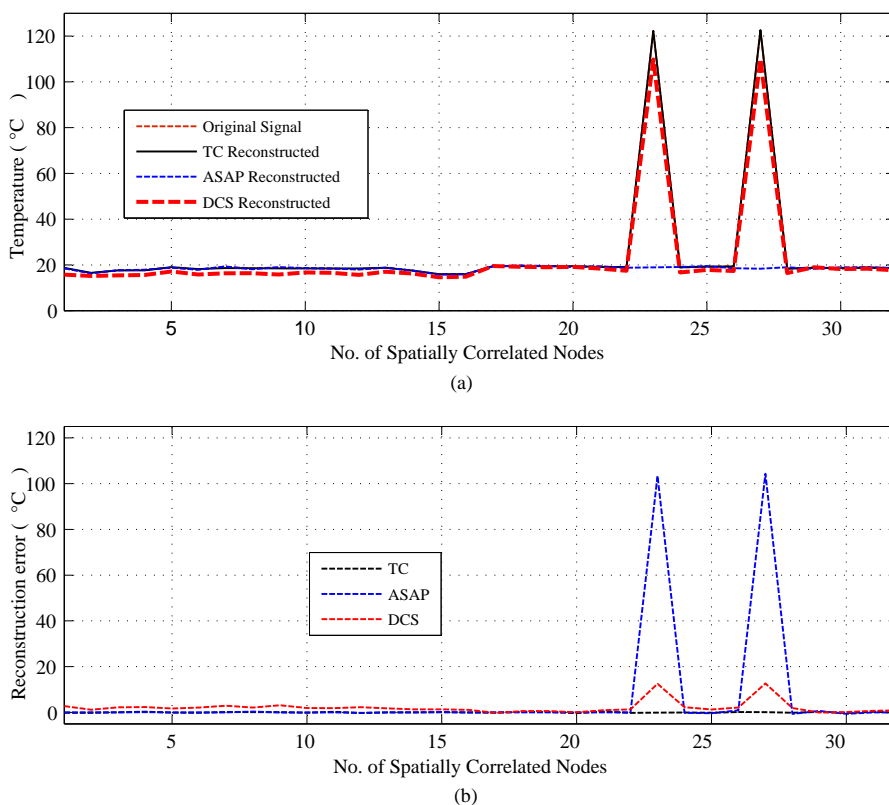 120
100
80
60
40
20
0
Temperature ( °C )
Original Signal
TC Reconstructed
ASAP Reconstructed
DCS Reconstructed
5 10 15 20 25 30
No. of Spatially Correlated Nodes
(a)
120
100
80
60
40
20
0
Reconstruction error ( °C )
TC
ASAP
DCS
5 10 15 20 25 30
No. of Spatially Correlated Nodes
(b)